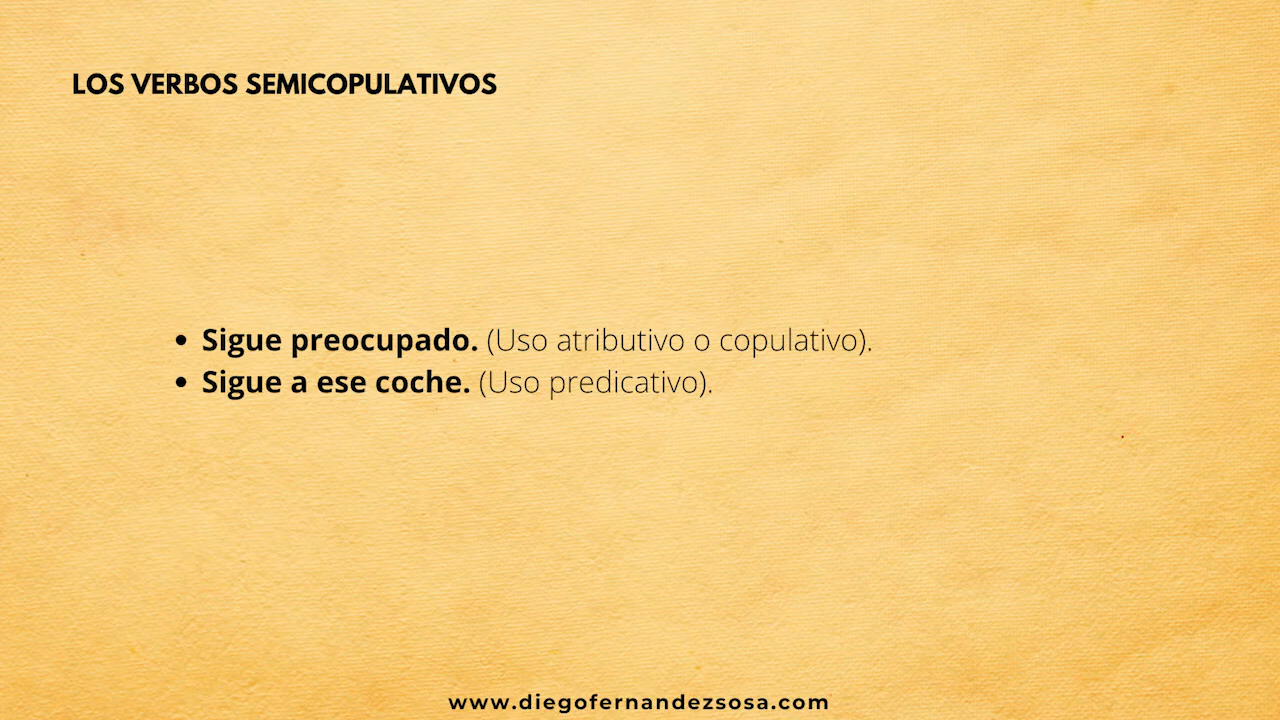 LOS VERBOS SEMICOPULATIVOS
• Sigue preocupado. (Uso atributivo o copulativo).
• Sigue a ese coche. (Uso predicativo).
www.diegofernandezsosa.com